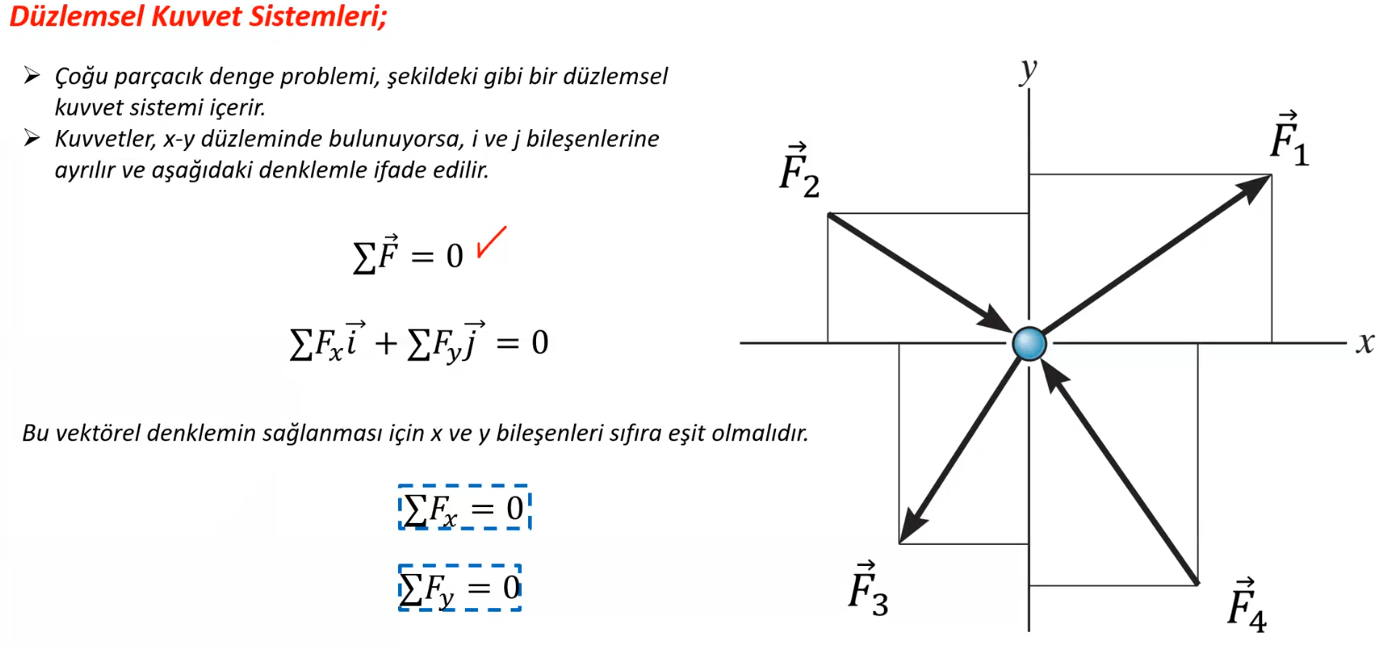 Düzlemsel Kuvvet Sistemleri;
➢ Çoğu parçacık denge problemi, şekildeki gibi bir düzlemsel
kuvvet sistemi içerir.
➢ Kuvvetler, x-y düzleminde bulunuyorsa, i ve j bileşenlerine
ayrılır ve aşağıdaki denklemle ifade edilir.
∑F⃗ = 0 ✓
∑Fₓi⃗ + ∑F_yj⃗ = 0
Bu vektörel denklemin sağlanması için x ve y bileşenleri sıfıra eşit olmalıdır.
∑Fₓ = 0
∑F_y = 0
y
F⃗₁
F⃗₂
x
F⃗₃
F⃗₄